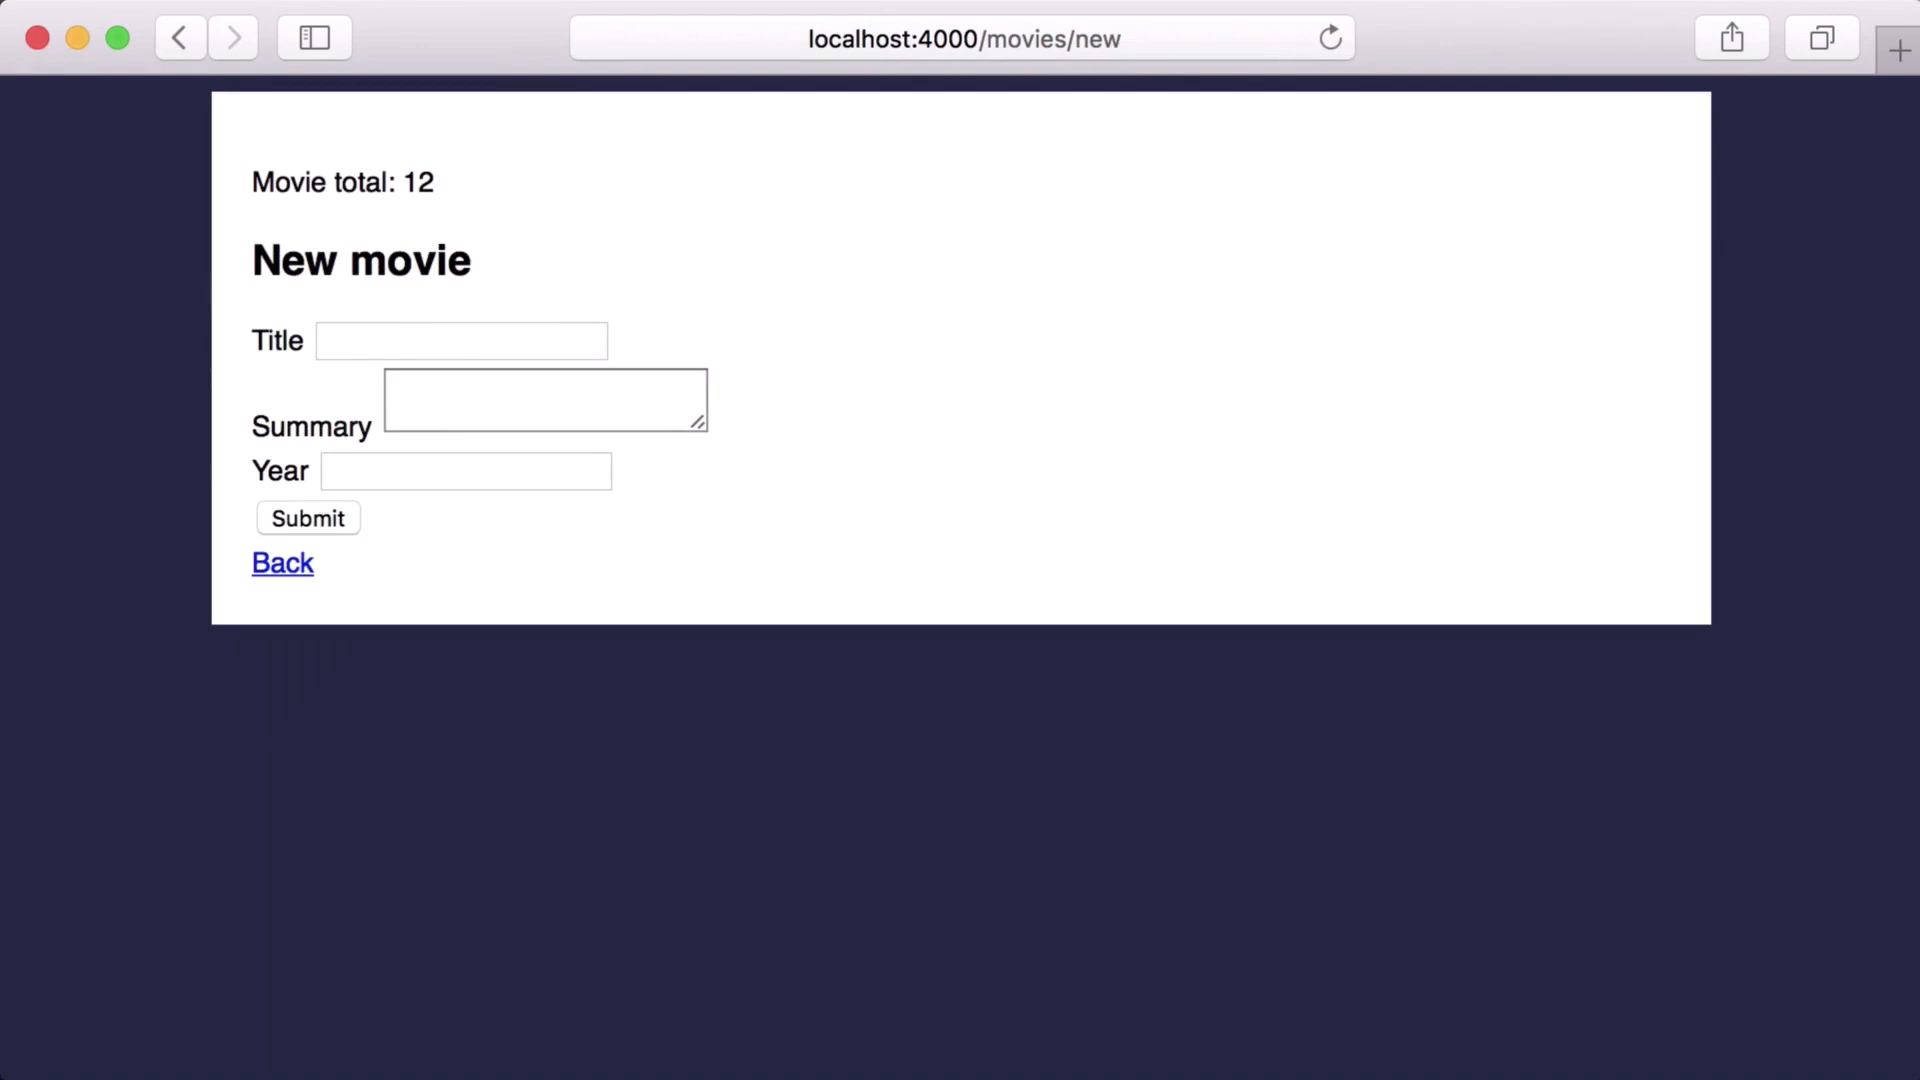 localhost:4000/movies/new
Movie total: 12
New movie
Title
Summary
Year
Submit
Back